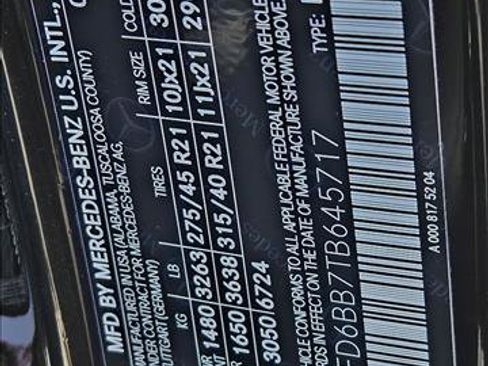 MFD BY MERCEDES-BENZ U.S. INTL.,
MANUFACTURED IN USA (ALABAMA, TUSCALOOSA COUNTY)
UNDER CONTRACT FOR MERCEDES-BENZ AG,
STUTTGART (GERMANY)
KG LB TIRES RIM SIZE COLD
1480 3263 275/45 R21 10Jx21
1650 3638 315/40 R21 11Jx21 29
3050 6724
VEHICLE CONFORMS TO ALL APPLICABLE FEDERAL MOTOR VEHICLE
IN EFFECT ON THE DATE OF MANUFACTURE SHOWN ABOVE.
FD6BB7TB645717 TYPE:
A 000 817 52 04